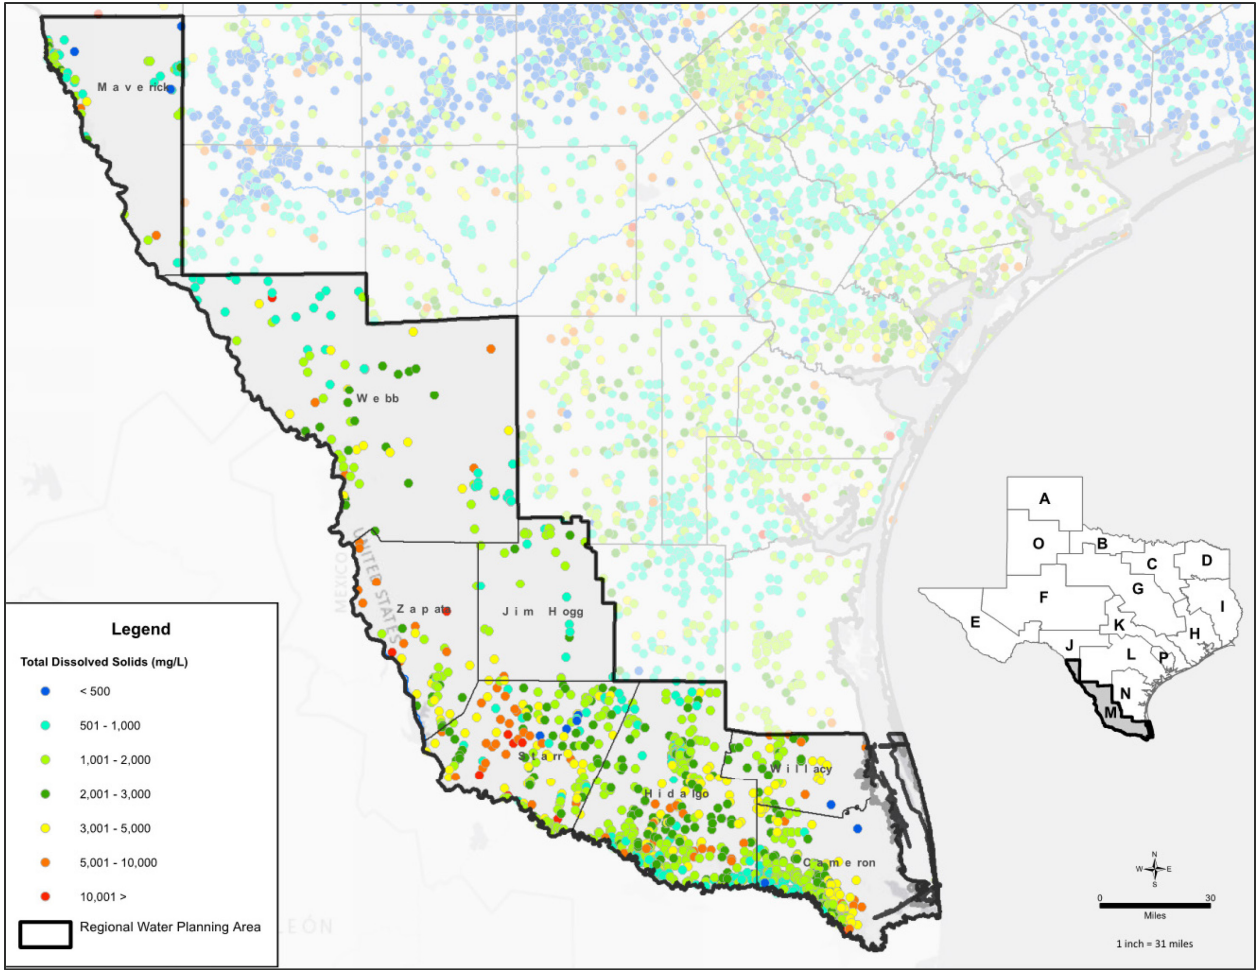 Maverick
Webb
Zapata
Jim Hogg
Starr
Hidalgo
Willacy
Cameron
MEXICO
UNITED STATES
LEÓN
Legend
Total Dissolved Solids (mg/L)
< 500
501 - 1,000
1,001 - 2,000
2,001 - 3,000
3,001 - 5,000
5,001 - 10,000
10,001 >
Regional Water Planning Area
A
O
B
C
D
G
F
E
I
K
H
J
L
P
N
M
N
W E
S
0 30
Miles
1 inch = 31 miles